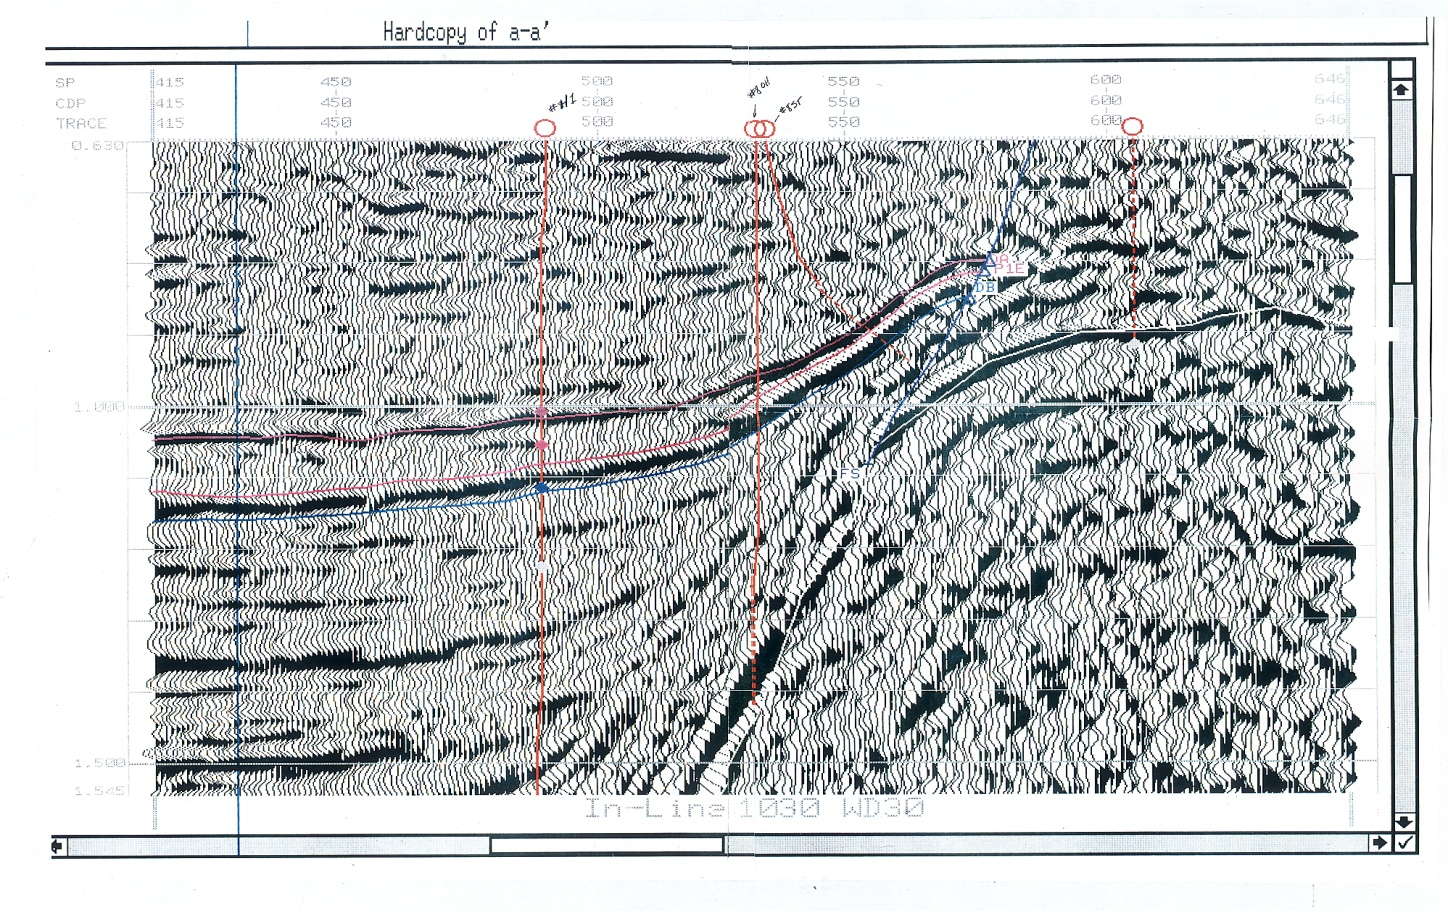 Hardcopy of a-a'
SP 415 450 500 550 600 646
CDP 415 450 500 550 600 646
TRACE 415 450 500 550 600 646
0.630
P1E
DB
1.000
FS
1.500
1.545
In-Line 1030 WD30